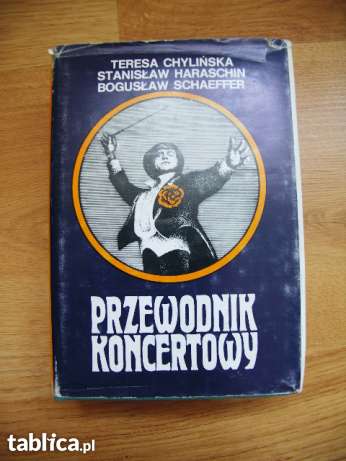 TERESA CHYLIŃSKA
STANISŁAW HARASCHIN
BOGUSŁAW SCHAEFFER
PRZEWODNIK
KONCERTOWY
tablica.pl